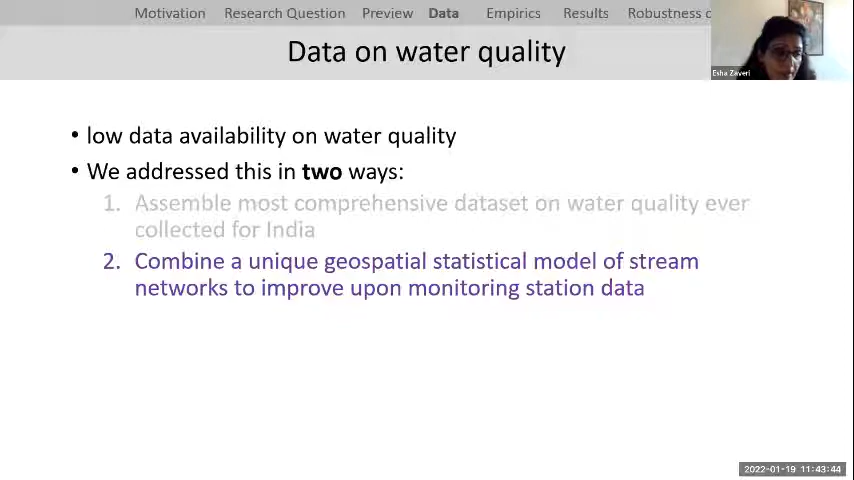 Motivation Research Question Preview Data Empirics Results Robustness
Data on water quality
Esha Zaveri
• low data availability on water quality
• We addressed this in two ways:
1. Assemble most comprehensive dataset on water quality ever
collected for India
2. Combine a unique geospatial statistical model of stream
networks to improve upon monitoring station data
2022-01-19 11:43:44